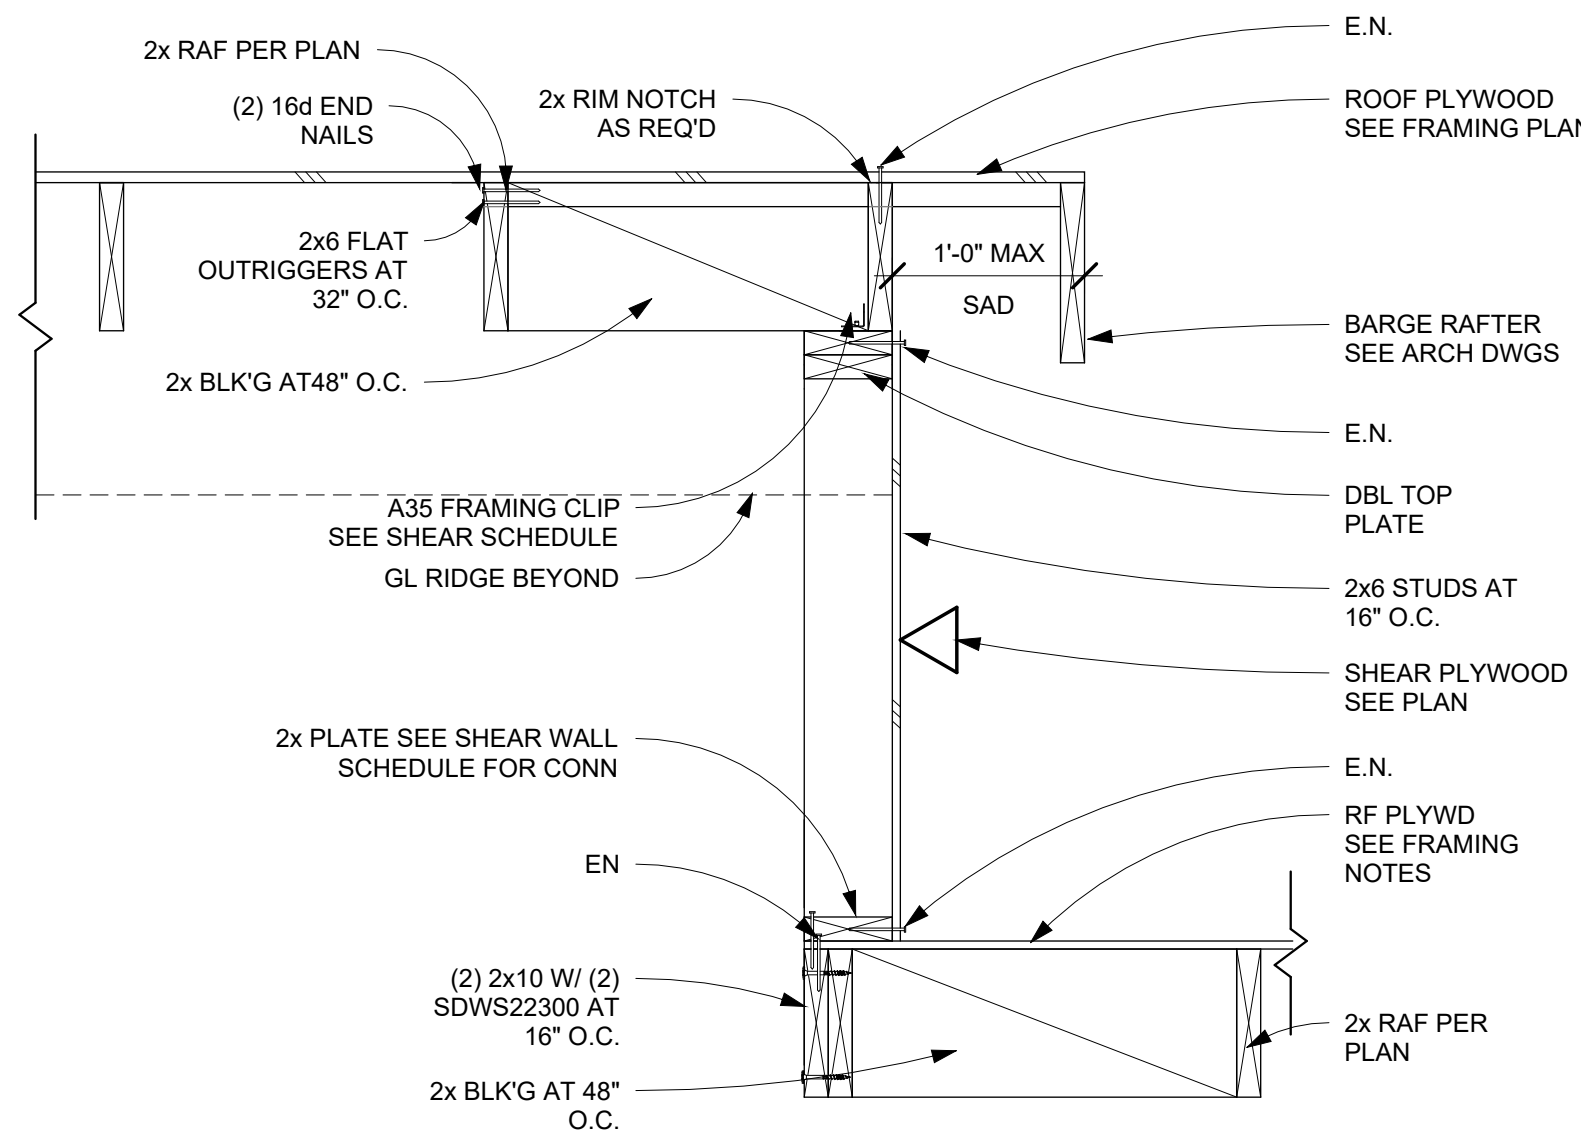 2x RAF PER PLAN
(2) 16d END
NAILS
2x RIM NOTCH
AS REQ'D
E.N.
ROOF PLYWOOD
SEE FRAMING PLAN
2x6 FLAT
OUTRIGGERS AT
32" O.C.
1'-0" MAX
SAD
BARGE RAFTER
SEE ARCH DWGS
2x BLK'G AT48" O.C.
E.N.
A35 FRAMING CLIP
SEE SHEAR SCHEDULE
DBL TOP
PLATE
GL RIDGE BEYOND
2x6 STUDS AT
16" O.C.
SHEAR PLYWOOD
SEE PLAN
2x PLATE SEE SHEAR WALL
SCHEDULE FOR CONN
E.N.
RF PLYWD
SEE FRAMING
NOTES
EN
(2) 2x10 W/ (2)
SDWS22300 AT
16" O.C.
2x RAF PER
PLAN
2x BLK'G AT 48"
O.C.